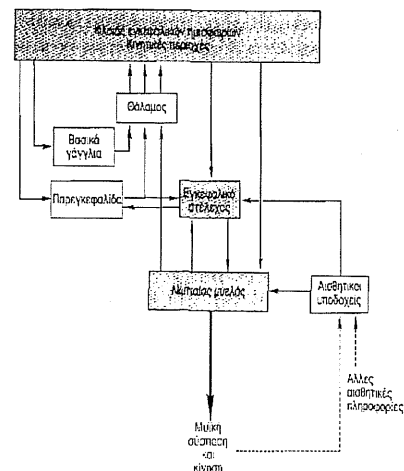 Φλοιός εγκεφαλικών ημισφαιρίων
Κινητικές περιοχές
Θάλαμος
Βασικά
γάγγλια
Παρεγκεφαλίδα
Εγκεφαλικό
στέλεχος
Νωτιαίος μυελός
Αισθητικοί
υποδοχείς
Άλλες
αισθητικές
πληροφορίες
Μυϊκή
σύσπαση
και
κίνηση